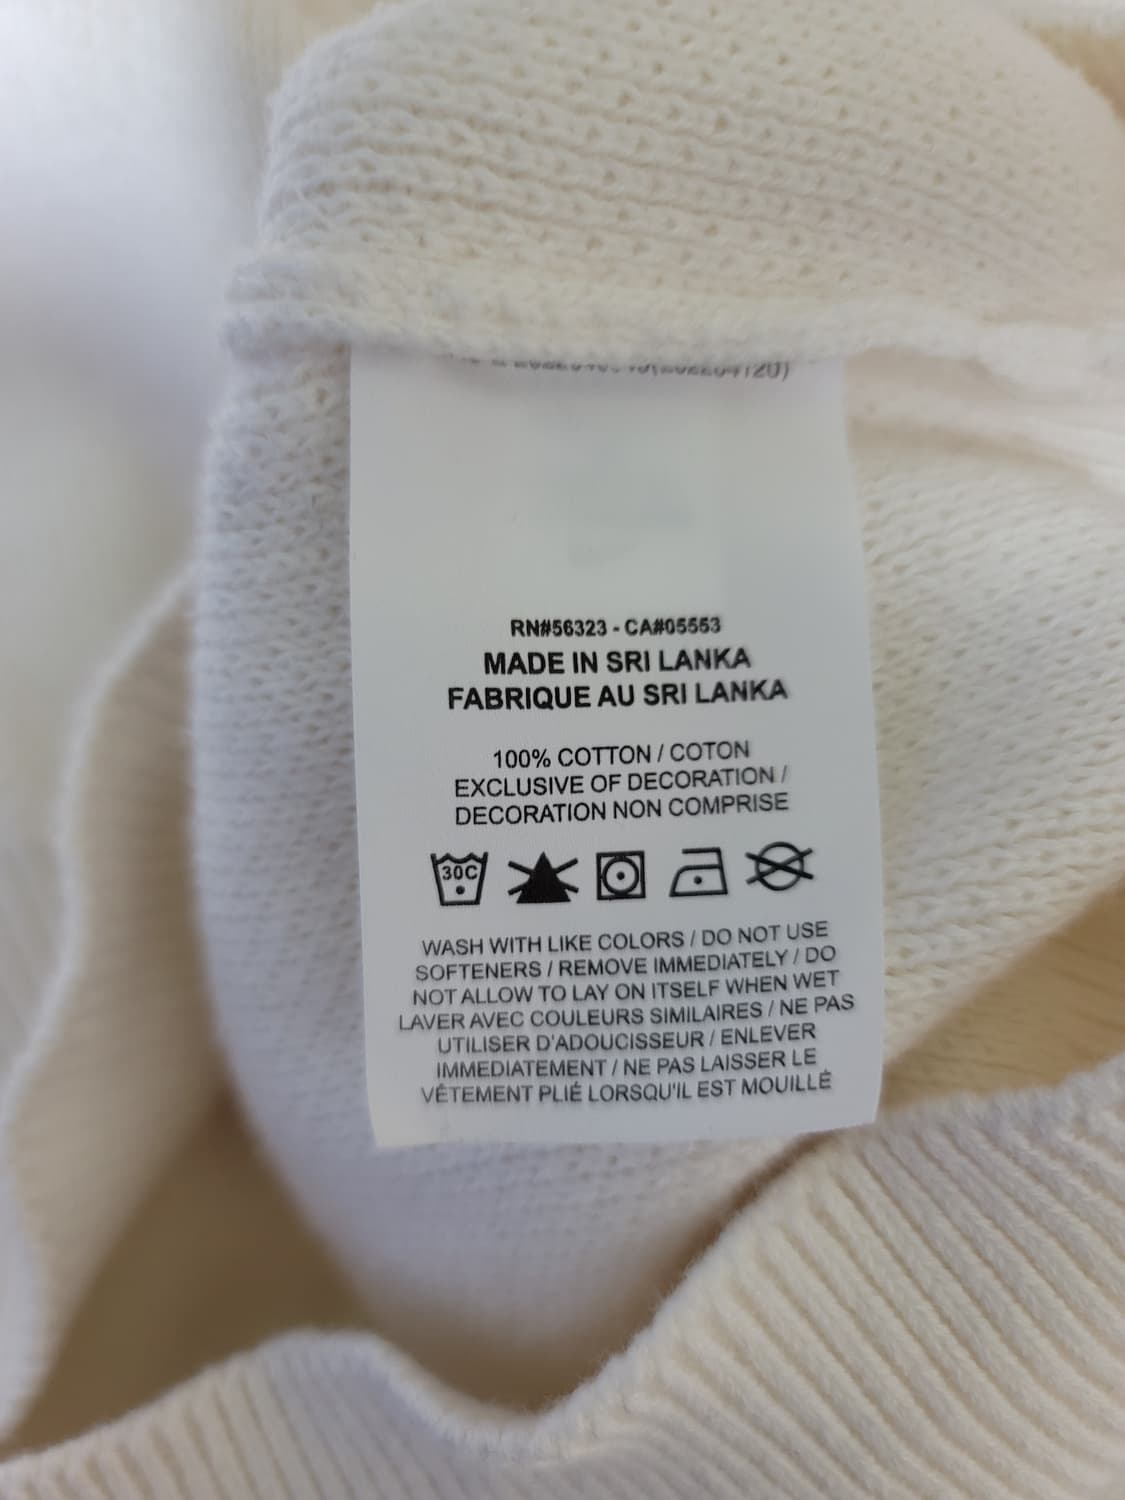 RN#56323 - CA#05553
MADE IN SRI LANKA
FABRIQUE AU SRI LANKA
100% COTTON / COTON
EXCLUSIVE OF DECORATION /
DECORATION NON COMPRISE
30C
WASH WITH LIKE COLORS / DO NOT USE
SOFTENERS / REMOVE IMMEDIATELY / DO
NOT ALLOW TO LAY ON ITSELF WHEN WET
LAVER AVEC COULEURS SIMILAIRES / NE PAS
UTILISER D'ADOUCISSEUR / ENLEVER
IMMEDIATEMENT / NE PAS LAISSER LE
VÊTEMENT PLIÉ LORSQU'IL EST MOUILLÉ